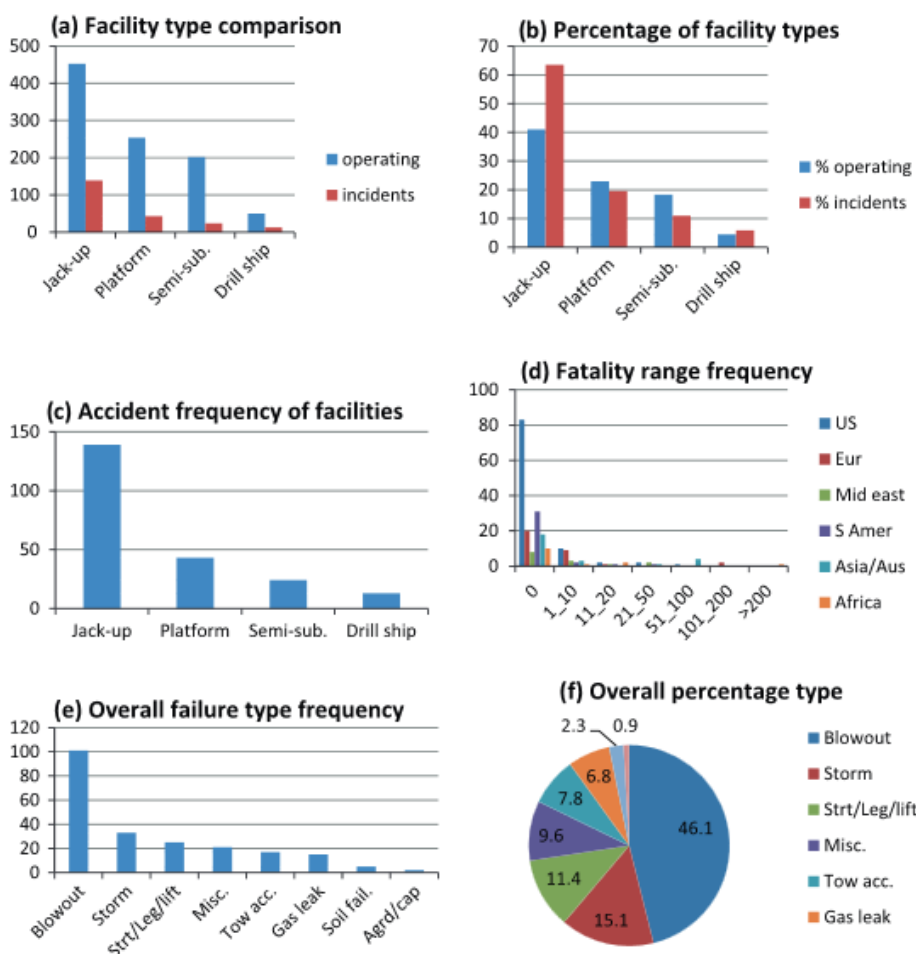 (a) Facility type comparison
500
400
300
200
100
0
Jack-up
Platform
Semi-sub.
Drill ship
operating
incidents
(b) Percentage of facility types
70
60
50
40
30
20
10
0
Jack-up
Platform
Semi-sub.
Drill ship
% operating
% incidents
(c) Accident frequency of facilities
150
100
50
0
Jack-up Platform Semi-sub. Drill ship
(d) Fatality range frequency
100
80
60
40
20
0
0
1_10
11_20
21_50
51_100
101_200
>200
US
Eur
Mid east
S Amer
Asia/Aus
Africa
(e) Overall failure type frequency
120
100
80
60
40
20
0
Blowout
Storm
Strt/Leg/lift
Misc.
Tow acc.
Gas leak
Soil fail.
Agrd/cap
(f) Overall percentage type
2.3 0.9
6.8
7.8
9.6
11.4
15.1
46.1
Blowout
Storm
Strt/Leg/lift
Misc.
Tow acc.
Gas leak